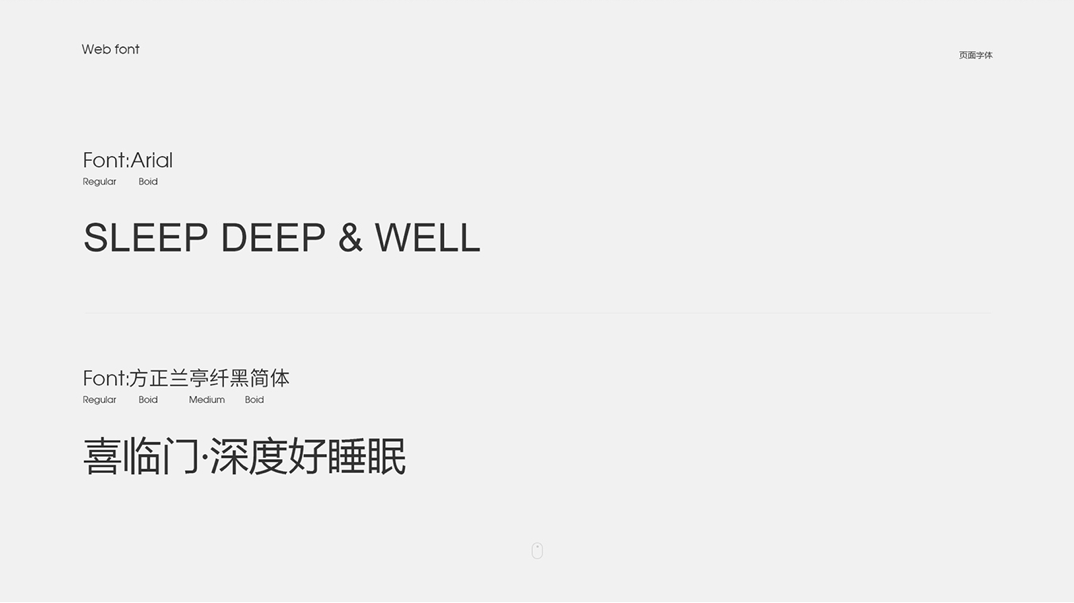 Web font
页面字体
Font:Arial
Regular Boid
SLEEP DEEP & WELL
Font:方正兰亭纤黑简体
Regular Boid Medium Boid
喜临门·深度好睡眠